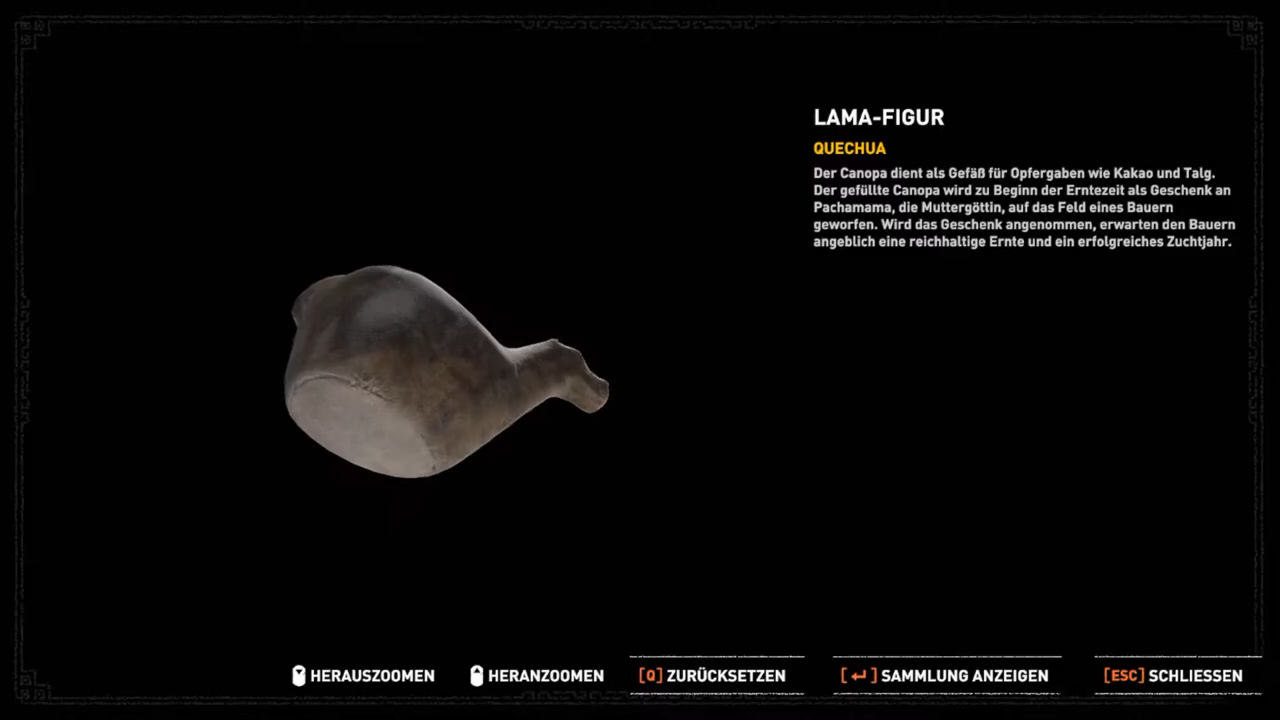 LAMA-FIGUR
QUECHUA
Der Canopa dient als Gefäß für Opfergaben wie Kakao und Talg.
Der gefüllte Canopa wird zu Beginn der Erntezeit als Geschenk an
Pachamama, die Muttergöttin, auf das Feld eines Bauern
geworfen. Wird das Geschenk angenommen, erwarten den Bauern
angeblich eine reichhaltige Ernte und ein erfolgreiches Zuchtjahr.
HERAUSZOOMEN HERANZOOMEN [Q] ZURÜCKSETZEN [↵] SAMMLUNG ANZEIGEN [ESC] SCHLIESSEN